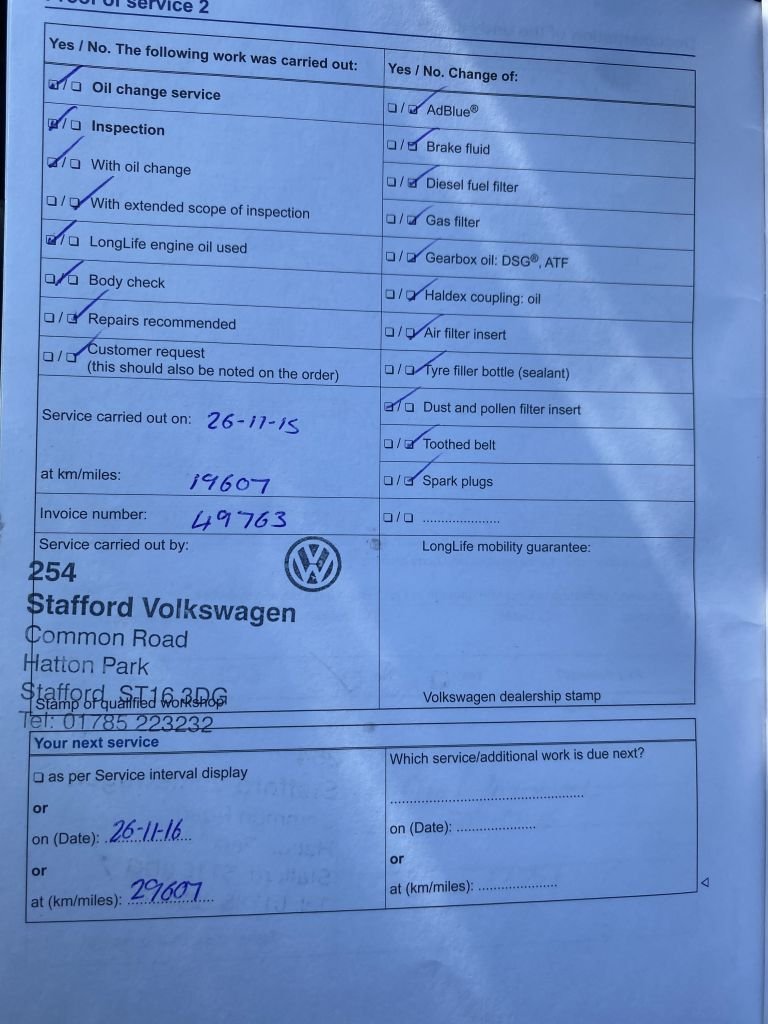 Proof of service 2
Yes / No. The following work was carried out:
☑/☐ Oil change service
☑/☐ Inspection
☑/☐ With oil change
☐/☑ With extended scope of inspection
☑/☐ LongLife engine oil used
☐/☐ Body check
☐/☑ Repairs recommended
☐/☑ Customer request
(this should also be noted on the order)
Service carried out on: 26-11-15
at km/miles: 19607
Invoice number: 49763
Service carried out by:
254
Stafford Volkswagen
Common Road
Hatton Park
Stafford ST16 3DG
Stamp of qualified workshop
Tel: 01785 223232
Yes / No. Change of:
☐/☑ AdBlue®
☐/☑ Brake fluid
☐/☑ Diesel fuel filter
☐/☑ Gas filter
☐/☑ Gearbox oil: DSG®, ATF
☐/☑ Haldex coupling: oil
☐/☑ Air filter insert
☐/☑ Tyre filler bottle (sealant)
☑/☐ Dust and pollen filter insert
☐/☑ Toothed belt
☐/☑ Spark plugs
☐/☐ ......................
LongLife mobility guarantee:
Volkswagen dealership stamp
Your next service
☐ as per Service interval display
or
on (Date): 26-11-16
or
at (km/miles): 29607
Which service/additional work is due next?
......................................................
on (Date): ......................
or
at (km/miles): ......................